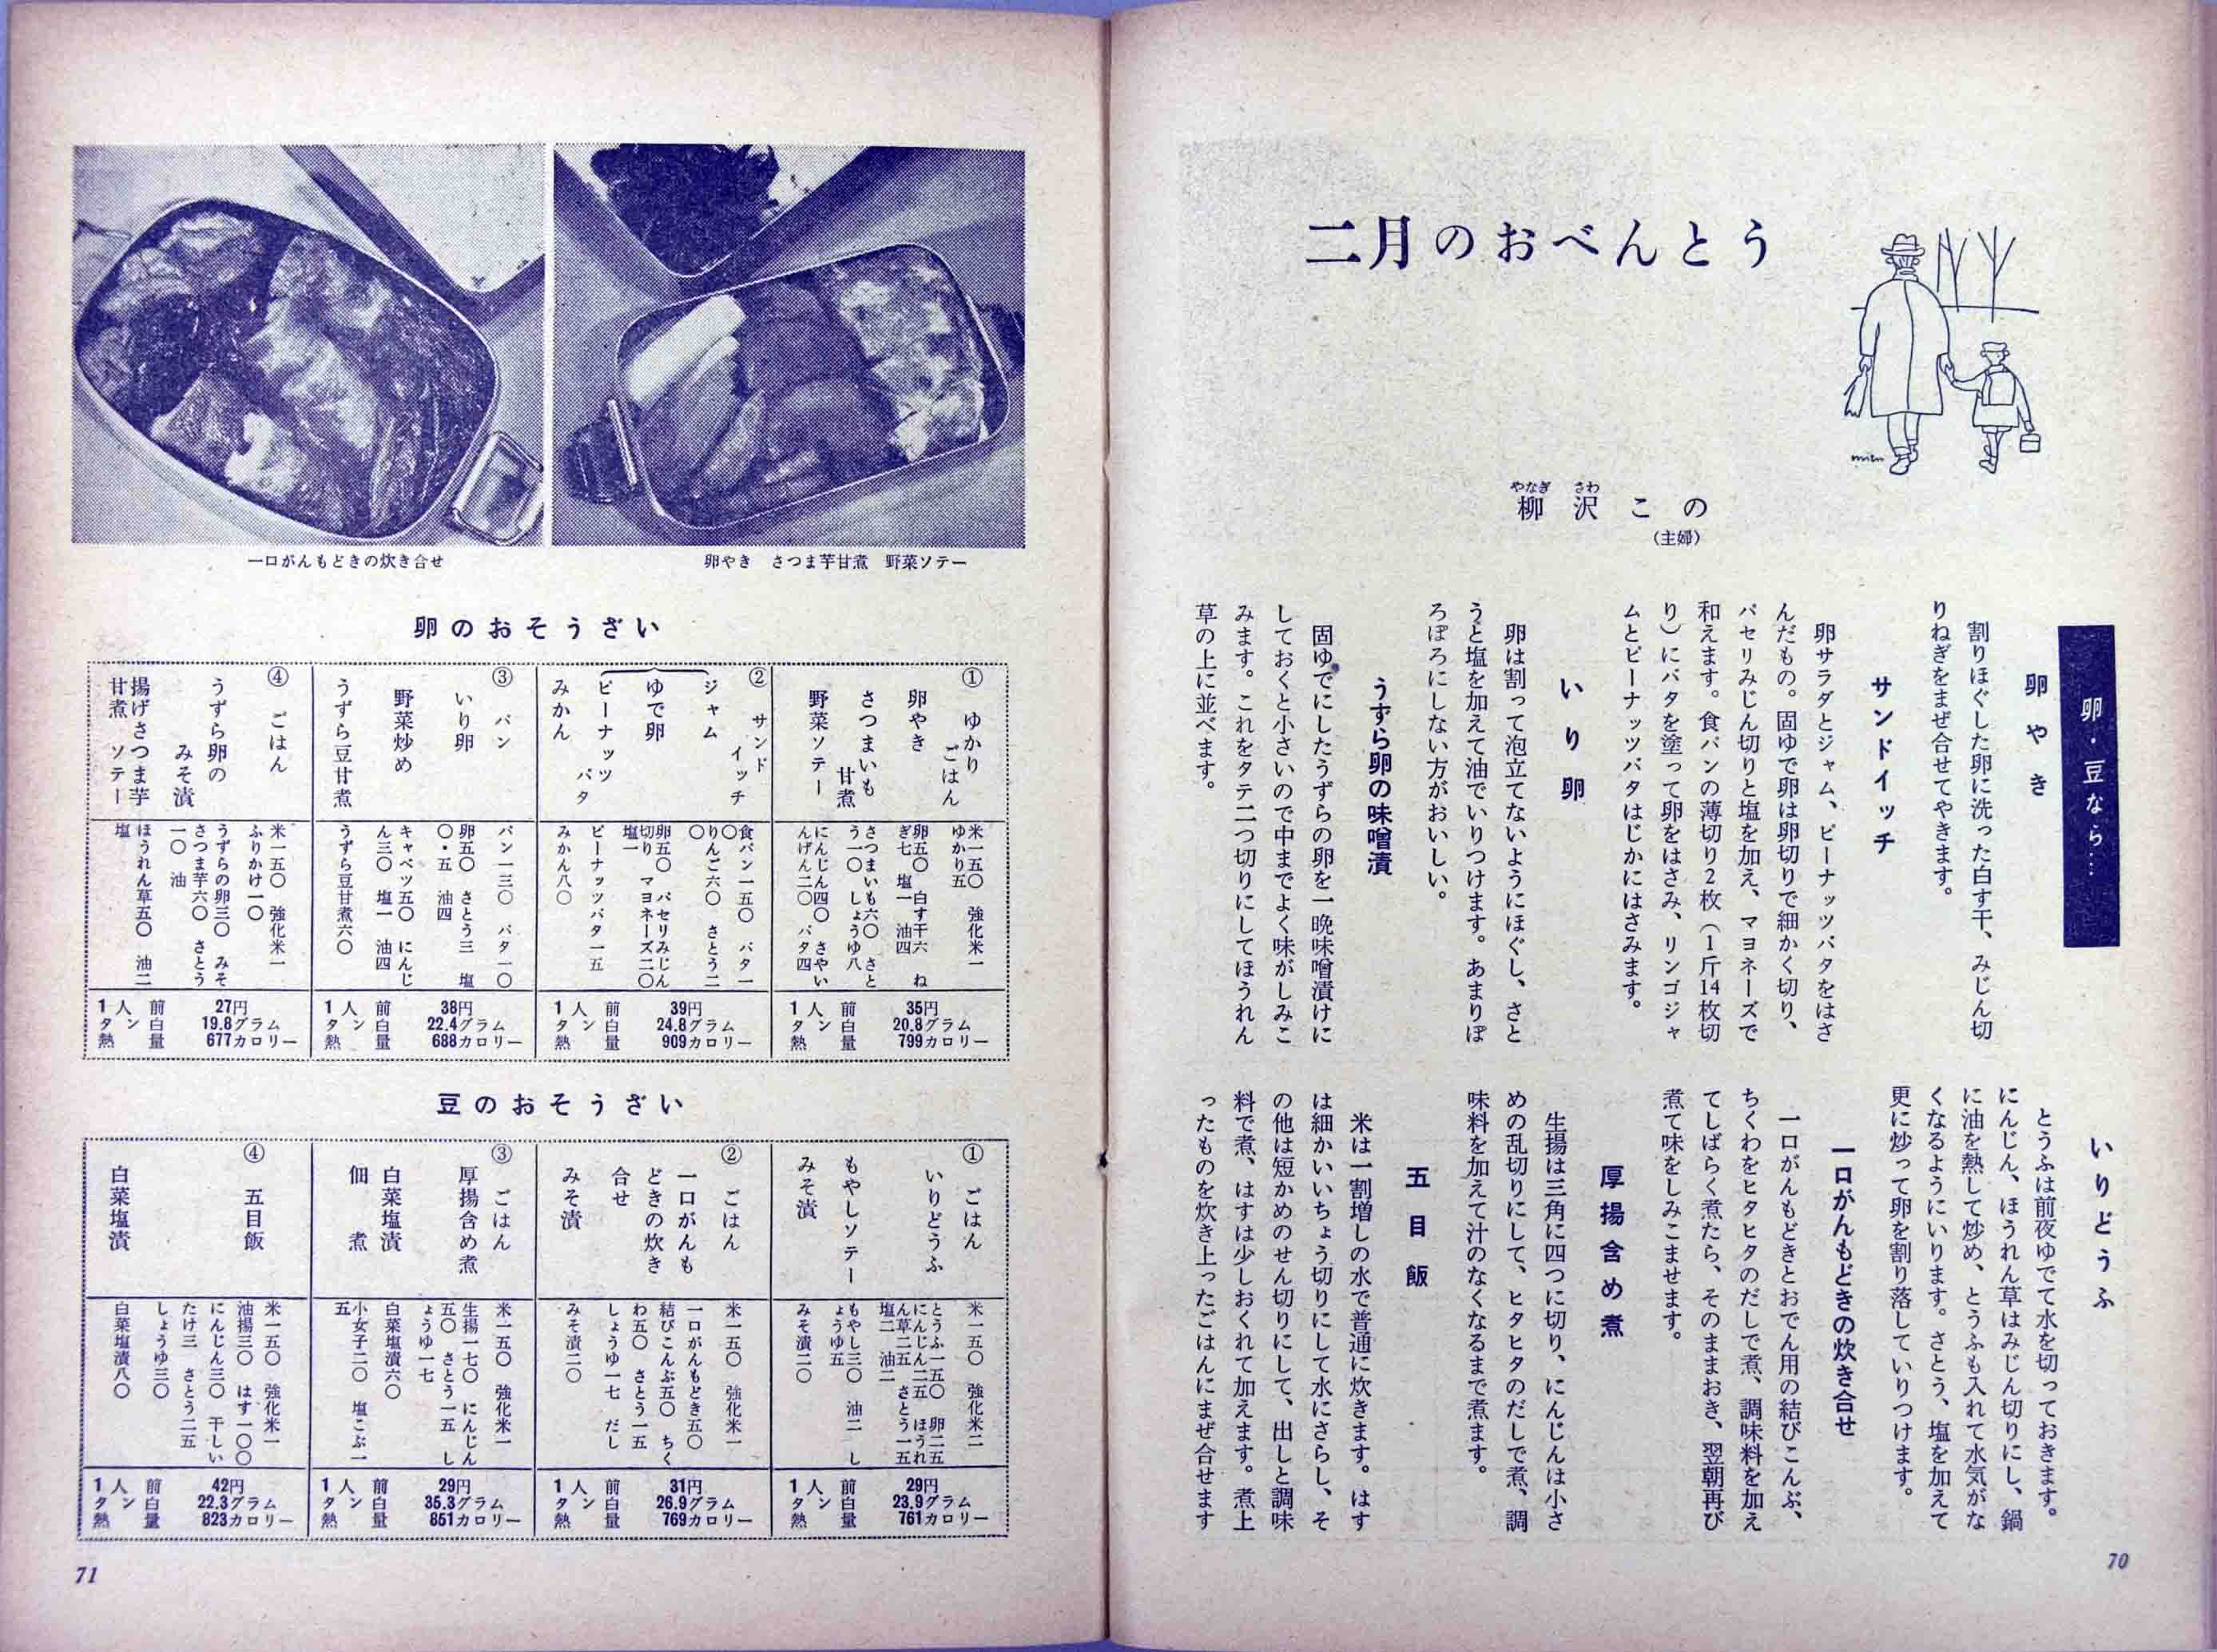 二月のおべんとう
やなぎ さわ
柳沢この
(主婦)
卵・豆なら…
卵やき
割りほぐした卵に洗った白す干、みじん切
りねぎをまぜ合せてやきます。
サンドイッチ
卵サラダとジャム、ピーナッツバタをはさ
んだもの。固ゆで卵は卵切りで細かく切り、
パセリみじん切りと塩を加え、マヨネーズで
和えます。食パンの薄切り2枚（1斤14枚切
り）にバタを塗って卵をはさみ、リンゴジャ
ムとピーナッツバタはじかにはさみます。
いり卵
卵は割って泡立てないようにほぐし、さと
うと塩を加えて油でいりつけます。あまりぽ
ろぽろにしない方がおいしい。
うずら卵の味噌漬
固ゆでにしたうずらの卵を一晩味噌漬けに
しておくと小さいので中までよく味がしみこ
みます。これをタテ二つ切りにしてほうれん
草の上に並べます。
いりどうふ
とうふは前夜ゆでて水を切っておきます。
にんじん、ほうれん草はみじん切りにし、鍋
に油を熱して炒め、とうふも入れて水気がな
くなるようにいります。さとう、塩を加えて
更に炒って卵を割り落していりつけます。
一口がんもどきの炊き合せ
一口がんもどきとおでん用の結びこんぶ、
ちくわをヒタヒタのだしで煮、調味料を加え
てしばらく煮たら、そのままおき、翌朝再び
煮て味をしみこませます。
厚揚含め煮
生揚は三角に四つに切り、にんじんは小さ
めの乱切りにして、ヒタヒタのだしで煮、調
味料を加えて汁のなくなるまで煮ます。
五目飯
米は一割増しの水で普通に炊きます。はす
は細かいいちょう切りにして水にさらし、そ
の他は短かめのせん切りにして、出しと調味
料で煮、はすは少しおくれて加えます。煮上
ったものを炊き上ったごはんにまぜ合せます
70
卵やき さつま芋甘煮 野菜ソテー
一口がんもどきの炊き合せ
卵のおそうざい
① ゆかり
ごはん
卵やき
さつまいも
甘煮
野菜ソテー
米一五〇 強化米一
ゆかり五
卵五〇 白す干六 ね
ぎ七 塩一 油四
さつまいも六〇 さと
う一〇 しょうゆ八
にんじん四〇 さやい
んげん二〇 バタ四
1人前 35円
タン白 20.8グラム
熱量 799カロリー
② サンド
イッチ
ジャム
ゆで卵
ピーナッツ
バタ
みかん
食パン一五〇 バタ一
〇
りんご六〇 さとう二
〇
卵五〇 パセリみじん
切り マヨネーズ二〇
塩一
ピーナッツバタ一五
みかん八〇
1人前 39円
タン白 24.8グラム
熱量 909カロリー
③ パン
いり卵
野菜炒め
うずら豆甘煮
パン一三〇 バタ一〇
卵五〇 さとう三 塩
〇・五 油四
キャベツ五〇 にんじ
ん三〇 塩一 油四
うずら豆甘煮六〇
1人前 38円
タン白 22.4グラム
熱量 688カロリー
④ ごはん
うずら卵の
みそ漬
揚げさつま芋
甘煮 ソテー
米一五〇 強化米一
ふりかけ一〇
うずらの卵三〇 みそ
さつま芋六〇 さとう
一〇 油
ほうれん草五〇 油二
塩
1人前 27円
タン白 19.8グラム
熱量 677カロリー
豆のおそうざい
① ごはん
いりどうふ
もやしソテー
みそ漬
米一五〇 強化米二
とうふ一五〇 卵二五
にんじん二五 ほうれ
ん草二五 さとう一五
塩二 油二
もやし三〇 油二 し
ょうゆ五
みそ漬二〇
1人前 29円
タン白 23.9グラム
熱量 761カロリー
② ごはん
一口がんも
どきの炊き
合せ
みそ漬
米一五〇 強化米一
一口がんもどき五〇
結びこんぶ五〇 ちく
わ五〇 さとう一五
しょうゆ一七 だし
みそ漬二〇
1人前 31円
タン白 26.9グラム
熱量 769カロリー
③ ごはん
厚揚含め煮
白菜塩漬
佃煮
米一五〇 強化米一
生揚一七〇 にんじん
五〇 さとう一五 し
ょうゆ一七
白菜塩漬六〇
小女子二〇 塩こぶ一
五
1人前 29円
タン白 35.3グラム
熱量 851カロリー
④ 五目飯
白菜塩漬
米一五〇 強化米一
油揚三〇 はす一〇〇
にんじん三〇 干しい
たけ三 さとう二五
しょうゆ三〇
白菜塩漬八〇
1人前 42円
タン白 22.3グラム
熱量 823カロリー
71